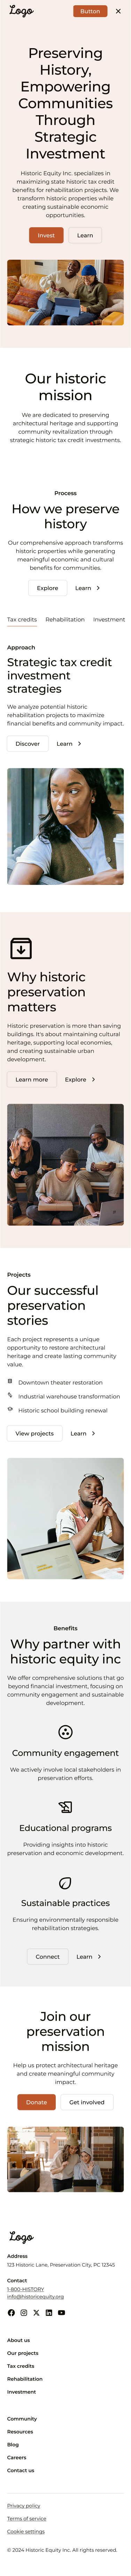 Logo
Button
Preserving
History,
Empowering
Communities
Through
Strategic
Investment
Historic Equity Inc. specializes in
maximizing state historic tax credit
benefits for rehabilitation projects. We
transform historic properties while
creating sustainable economic
opportunities.
Invest
Learn
Our historic
mission
We are dedicated to preserving
architectural heritage and supporting
community revitalization through
strategic historic tax credit investments.
Process
How we preserve
history
Our comprehensive approach transforms
historic properties while generating
meaningful economic and cultural
benefits for communities.
Explore
Learn
Tax credits
Rehabilitation
Investment
Approach
Strategic tax credit
investment
strategies
We analyze potential historic
rehabilitation projects to maximize
financial benefits and community impact.
Discover
Learn
Why historic
preservation
matters
Historic preservation is more than saving
buildings. It's about maintaining cultural
heritage, supporting local economies,
and creating sustainable urban
development.
Learn more
Explore
Projects
Our successful
preservation
stories
Each project represents a unique
opportunity to restore architectural
heritage and create lasting community
value.
Downtown theater restoration
Industrial warehouse transformation
Historic school building renewal
View projects
Learn
Benefits
Why partner with
historic equity inc
We offer comprehensive solutions that go
beyond financial investment, focusing on
community engagement and sustainable
development.
Community engagement
We actively involve local stakeholders in
preservation efforts.
Educational programs
Providing insights into historic
preservation and economic development.
Sustainable practices
Ensuring environmentally responsible
rehabilitation strategies.
Connect
Learn
Join our
preservation
mission
Help us protect architectural heritage
and create meaningful community
impact.
Donate
Get involved
Logo
Address
123 Historic Lane, Preservation City, PC 12345
Contact
1-800-HISTORY
info@historicequity.org
About us
Our projects
Tax credits
Rehabilitation
Investment
Community
Resources
Blog
Careers
Contact us
Privacy policy
Terms of service
Cookie settings
© 2024 Historic Equity Inc. All rights reserved.